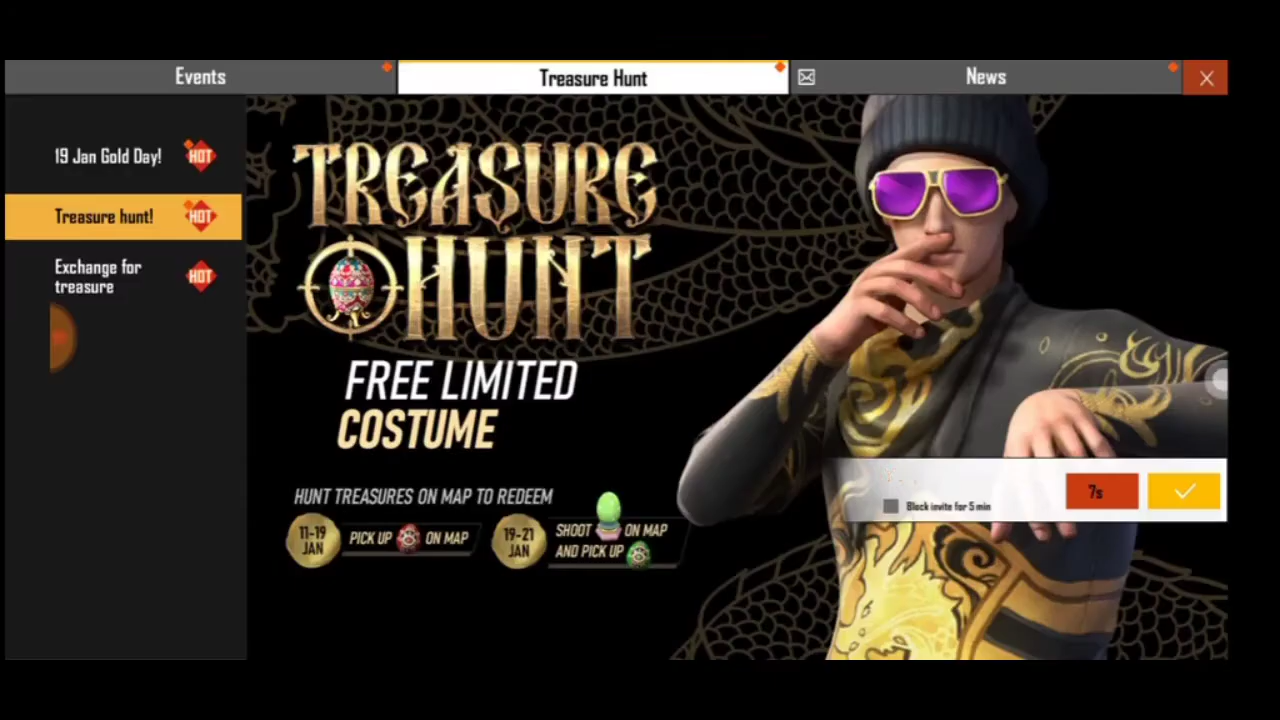 Events
Treasure Hunt
News
19 Jan Gold Day!
HOT
Treasure hunt!
HOT
Exchange for
treasure
HOT
TREASURE
HUNT
FREE LIMITED
COSTUME
HUNT TREASURES ON MAP TO REDEEM
11-19
JAN
PICK UP ON MAP
19-21
JAN
SHOOT ON MAP
AND PICK UP
7s
Block invite for 5 min